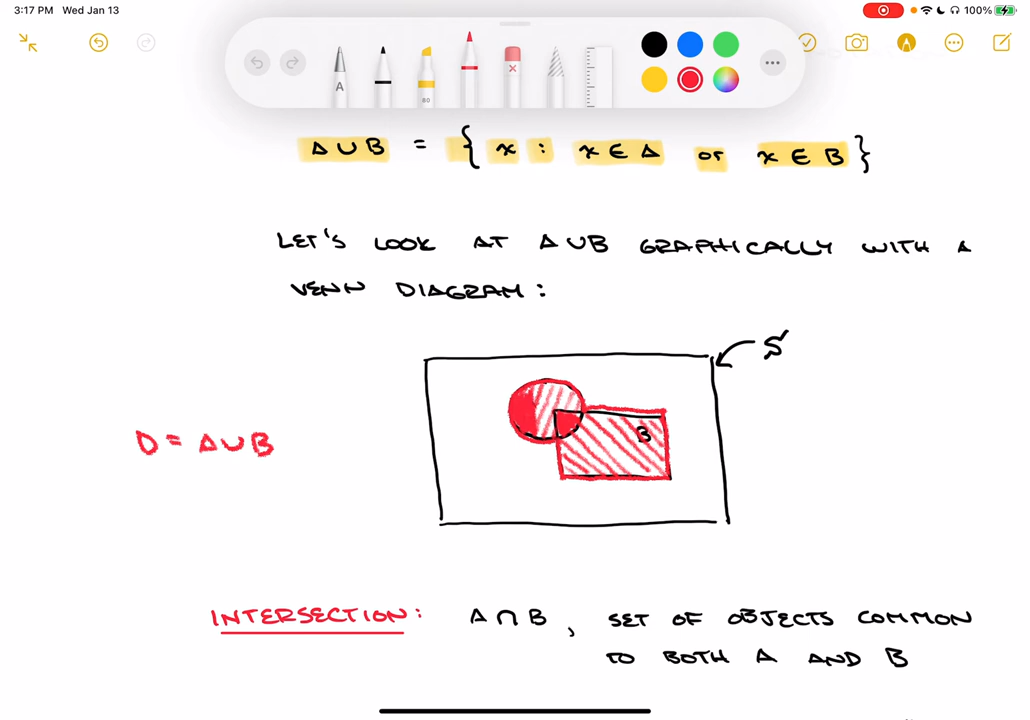 3:17 PM Wed Jan 13
100%
A
80
A ∪ B = { x : x ∈ A or x ∈ B }
LET'S LOOK AT A ∪ B GRAPHICALLY WITH A
VENN DIAGRAM:
S
B
D = A ∪ B
INTERSECTION: A ∩ B, SET OF OBJECTS COMMON
TO BOTH A AND B